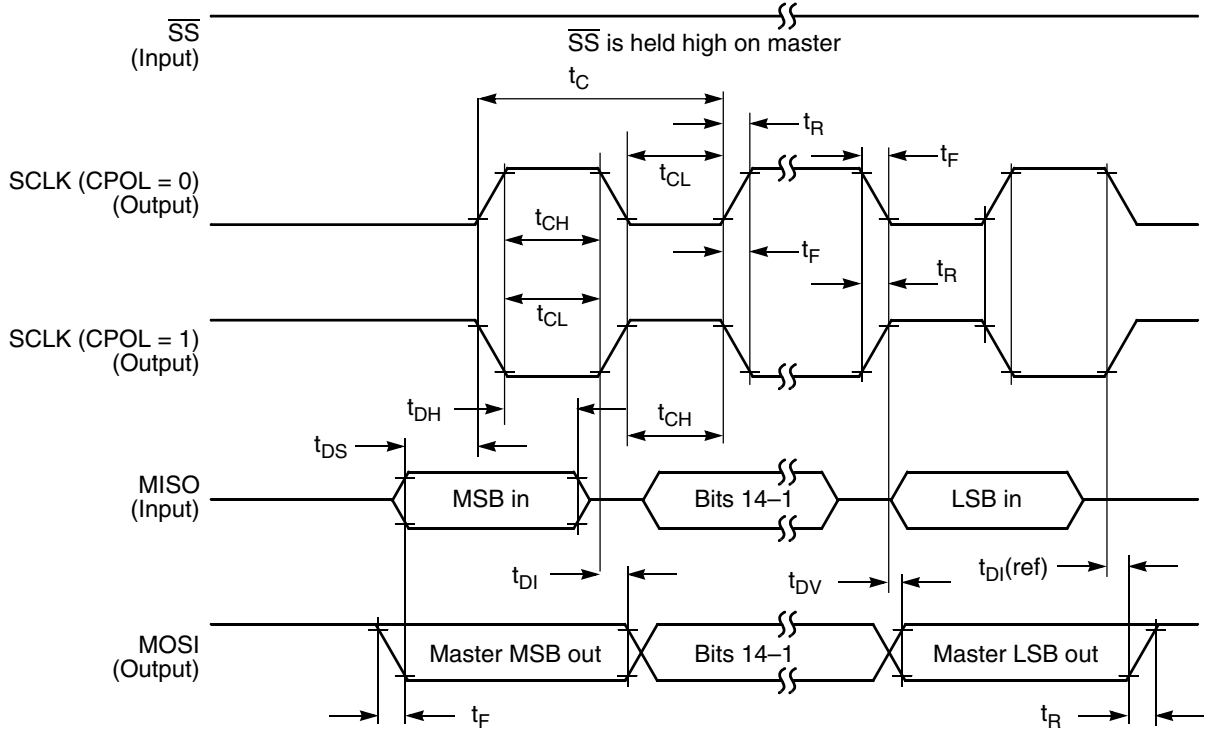 SS
(Input)
SS is held high on master
tC
tR
tF
SCLK (CPOL = 0)
(Output)
tCL
tCH
tF
tR
tCL
SCLK (CPOL = 1)
(Output)
tDH
tCH
tDS
MISO
(Input)
MSB in
Bits 14–1
LSB in
tDI
tDV
tDI(ref)
MOSI
(Output)
Master MSB out
Bits 14–1
Master LSB out
tF
tR